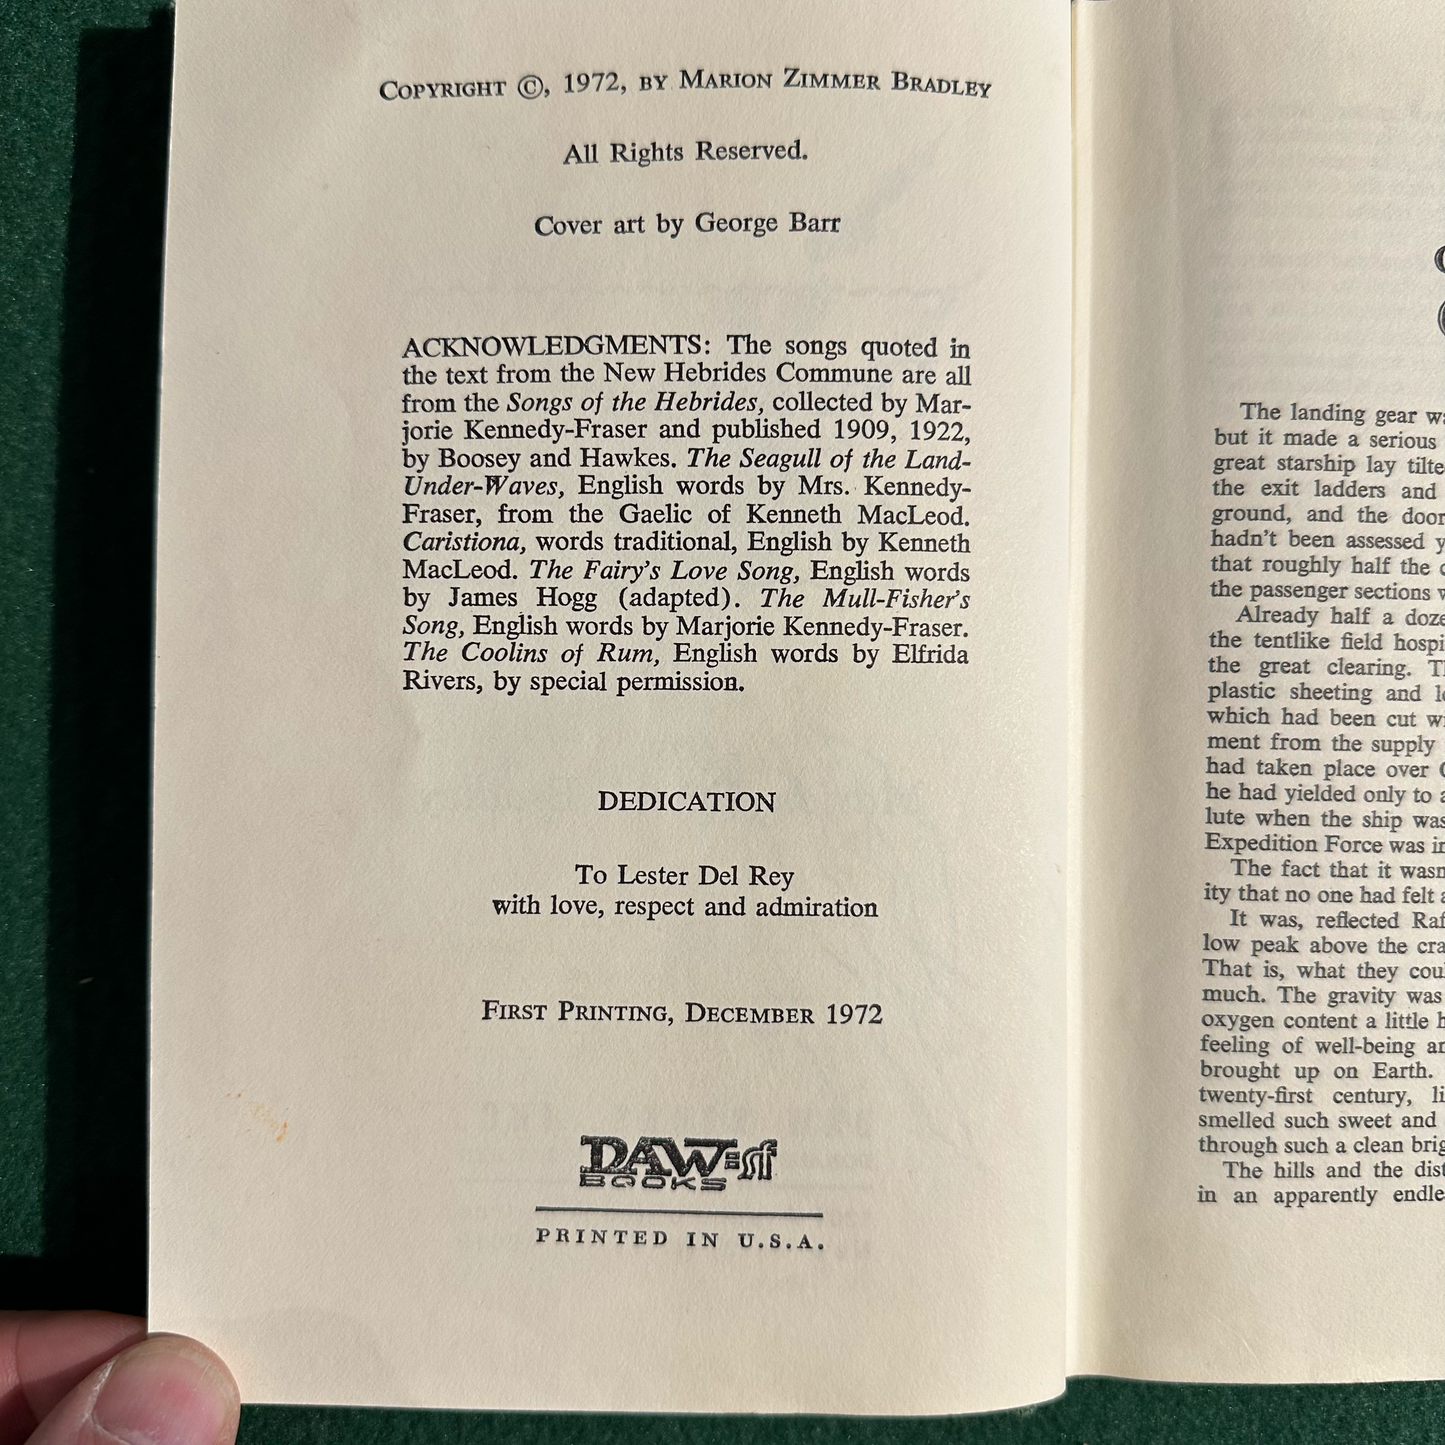 COPYRIGHT ©, 1972, BY MARION ZIMMER BRADLEY
All Rights Reserved.
Cover art by George Barr
ACKNOWLEDGMENTS: The songs quoted in
the text from the New Hebrides Commune are all
from the Songs of the Hebrides, collected by Mar-
jorie Kennedy-Fraser and published 1909, 1922,
by Boosey and Hawkes. The Seagull of the Land-
Under-Waves, English words by Mrs. Kennedy-
Fraser, from the Gaelic of Kenneth MacLeod.
Caristiona, words traditional, English by Kenneth
MacLeod. The Fairy's Love Song, English words
by James Hogg (adapted). The Mull-Fisher's
Song, English words by Marjorie Kennedy-Fraser.
The Coolins of Rum, English words by Elfrida
Rivers, by special permission.
DEDICATION
To Lester Del Rey
with love, respect and admiration
FIRST PRINTING, DECEMBER 1972
DAW=sf
BOOKS
PRINTED IN U.S.A.
The landing gear
but it made a serious
great starship lay
the exit ladders and
ground, and the
hadn't been assessed
that roughly half the
the passenger sections
Already half a
the tentlike field
the great clearing.
plastic sheeting and
which had been cut
ment from the supply
had taken place over
he had yielded only to
lute when the ship was
Expedition Force was
The fact that it
ity that no one had felt
It was, reflected
low peak above the
That is, what they
much. The gravity was
oxygen content a little
feeling of well-being
brought up on Earth.
twenty-first century,
smelled such sweet and
through such a clean
The hills and the
in an apparently